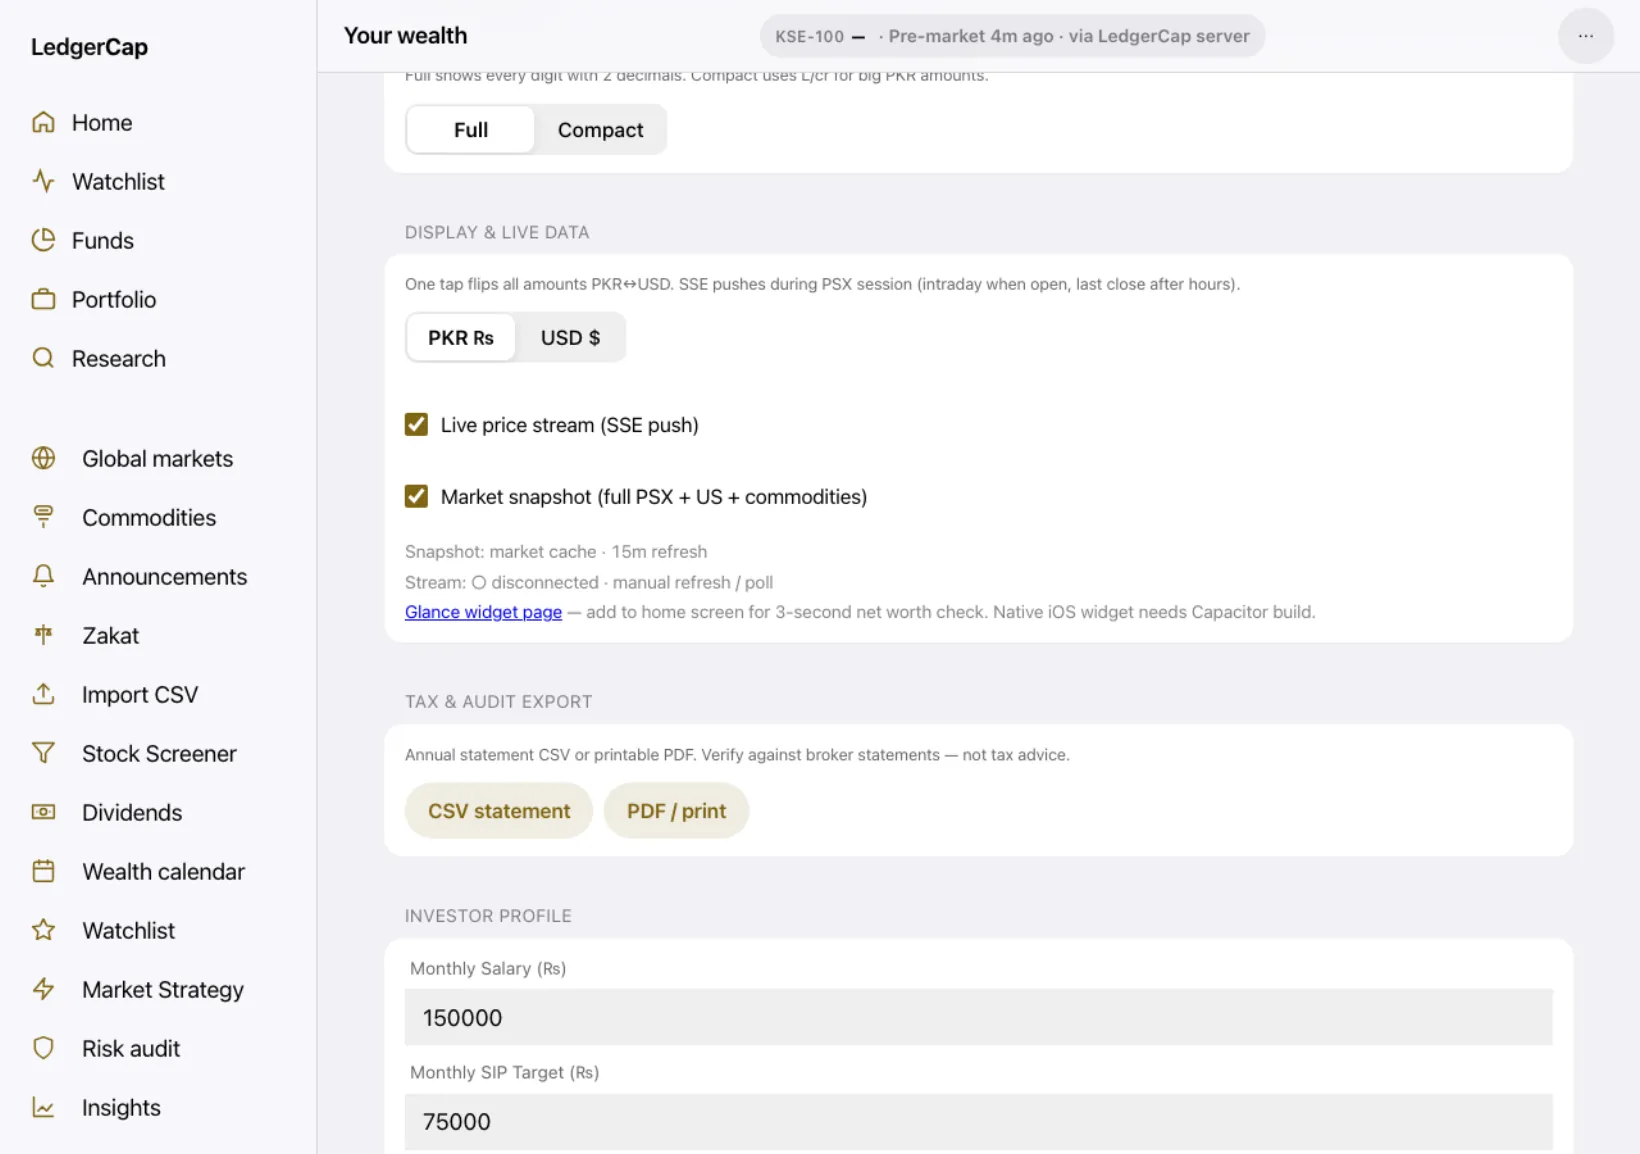 LedgerCap
Home
Watchlist
Funds
Portfolio
Research
Global markets
Commodities
Announcements
Zakat
Import CSV
Stock Screener
Dividends
Wealth calendar
Watchlist
Market Strategy
Risk audit
Insights
Your wealth
KSE-100 — · Pre-market 4m ago · via LedgerCap server
...
Full shows every digit with 2 decimals. Compact uses L/cr for big PKR amounts.
Full Compact
DISPLAY & LIVE DATA
One tap flips all amounts PKR↔USD. SSE pushes during PSX session (intraday when open, last close after hours).
PKR ₨ USD $
Live price stream (SSE push)
Market snapshot (full PSX + US + commodities)
Snapshot: market cache · 15m refresh
Stream: ○ disconnected · manual refresh / poll
Glance widget page — add to home screen for 3-second net worth check. Native iOS widget needs Capacitor build.
TAX & AUDIT EXPORT
Annual statement CSV or printable PDF. Verify against broker statements — not tax advice.
CSV statement PDF / print
INVESTOR PROFILE
Monthly Salary (₨)
150000
Monthly SIP Target (₨)
75000